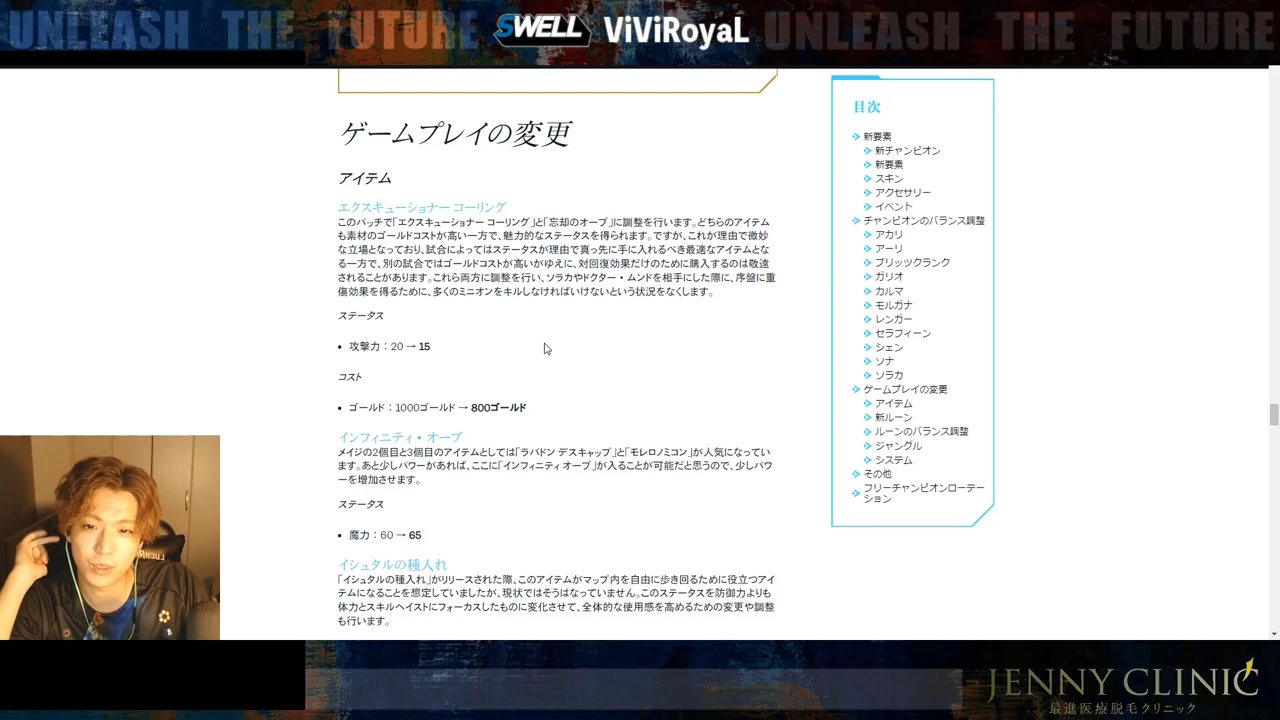 UNLEASH THE FUTURE SWELL ViViRoyaL UNLEASH THE FUTURE
ゲームプレイの変更
アイテム
エクスキューショナー コーリング
このパッチで「エクスキューショナー コーリング」と「忘却のオーブ」に調整を行います。どちらのアイテム
も素材のゴールドコストが高い一方で、魅力的なステータスを得られます。ですが、これが理由で微妙
な立場となっており、試合によってはステータスが理由で真っ先に手に入れるべき最適なアイテムとな
る一方で、別の試合ではゴールドコストが高いがゆえに、対回復効果だけのために購入するのは敬遠
されることがあります。これら両方に調整を行い、ソラカやドクター・ムンドを相手にした際に、序盤に重
傷効果を得るために、多くのミニオンをキルしなければいけないという状況をなくします。
ステータス
• 攻撃力：20 → 15
コスト
• ゴールド：1000ゴールド → 800ゴールド
インフィニティ・オーブ
メイジの2個目と3個目のアイテムとしては「ラバドン デスキャップ」と「モレロノミコン」が人気になってい
ます。あと少しパワーがあれば、ここに「インフィニティ オーブ」が入ることが可能だと思うので、少しパワ
ーを増加させます。
ステータス
• 魔力：60 → 65
イシュタルの種入れ
「イシュタルの種入れ」がリリースされた際、このアイテムがマップ内を自由に歩き回るために役立つアイ
テムになることを想定していましたが、現状ではそうはなっていません。このステータスを防御力よりも
体力とスキルヘイストにフォーカスしたものに変化させて、全体的な使用感を高めるための変更や調整
も行います。
目次
新要素
新チャンピオン
新要素
スキン
アクセサリー
イベント
チャンピオンのバランス調整
アカリ
アーリ
ブリッツクランク
ガリオ
カルマ
モルガナ
レンガー
セラフィーン
シェン
ソナ
ソラカ
ゲームプレイの変更
アイテム
新ルーン
ルーンのバランス調整
ジャングル
システム
その他
フリーチャンピオンローテー
ション
JENNY CLINIC
最進医療脱毛クリニック